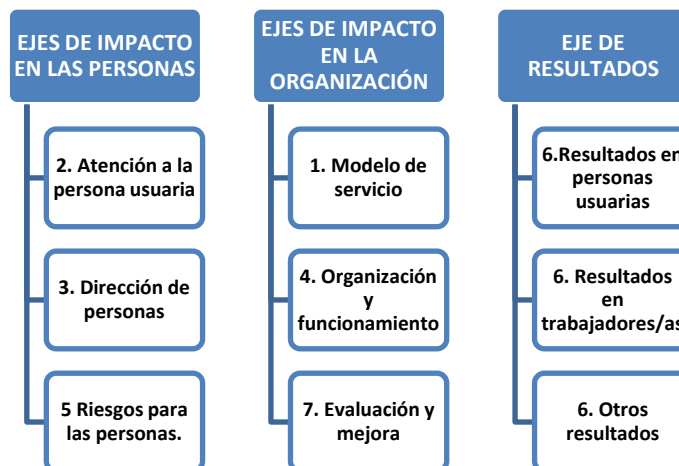 EJES DE IMPACTO
EN LAS PERSONAS
2. Atención a la
persona usuaria
3. Dirección de
personas
5 Riesgos para
las personas.
EJES DE IMPACTO
EN LA
ORGANIZACIÓN
1. Modelo de
servicio
4. Organización
y
funcionamiento
7. Evaluación y
mejora
EJE DE
RESULTADOS
6.Resultados en
personas
usuarias
6. Resultados
en
trabajadores/as
6. Otros
resultados